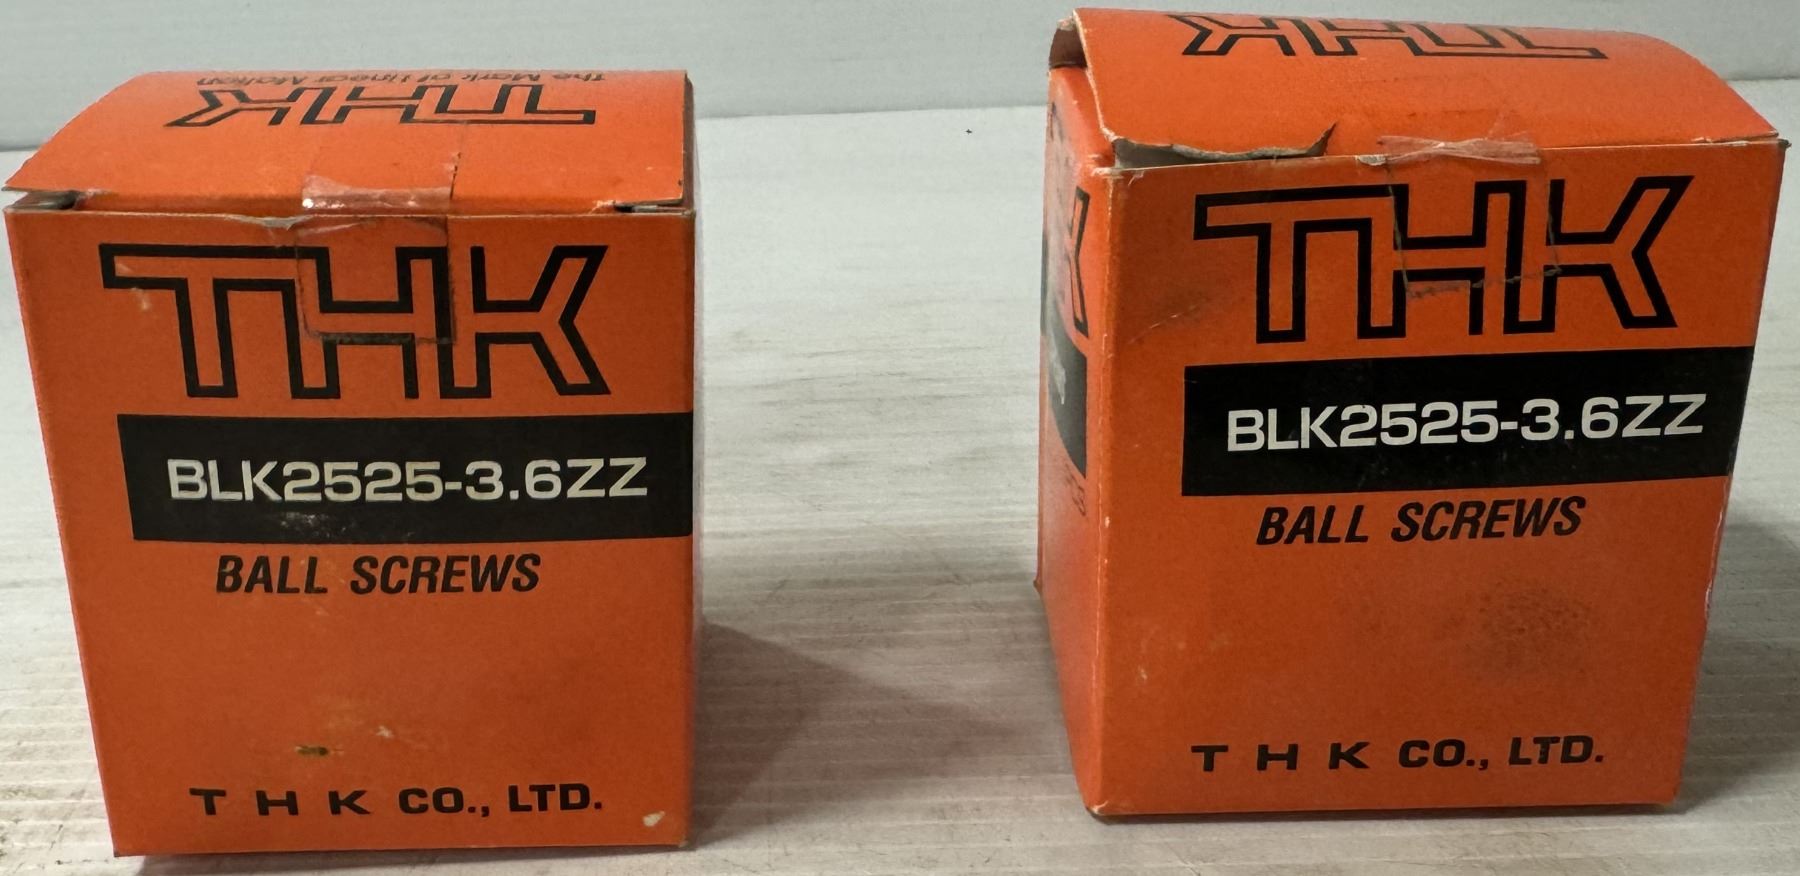 The Mark of Linear Motion
THK
THK
BLK2525-3.6ZZ
BALL SCREWS
T H K CO., LTD.
THK
THK
BLK2525-3.6ZZ
BALL SCREWS
T H K CO., LTD.